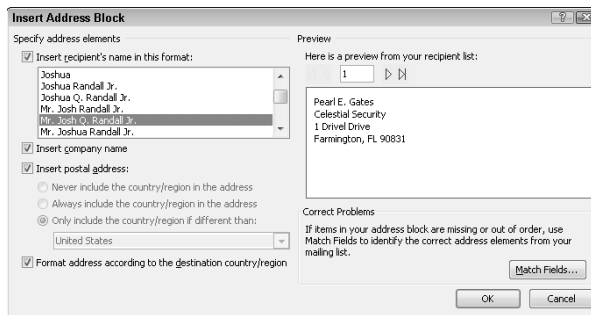 Insert Address Block
Specify address elements
Insert recipient's name in this format:
Joshua
Joshua Randall Jr.
Joshua Q. Randall Jr.
Mr. Josh Randall Jr.
Mr. Josh Q. Randall Jr.
Mr. Joshua Randall Jr.
Insert company name
Insert postal address:
Never include the country/region in the address
Always include the country/region in the address
Only include the country/region if different than:
United States
Format address according to the destination country/region
Preview
Here is a preview from your recipient list:
1
Pearl E. Gates
Celestial Security
1 Drivel Drive
Farmington, FL 90831
Correct Problems
If items in your address block are missing or out of order, use
Match Fields to identify the correct address elements from your
mailing list.
Match Fields...
OK Cancel